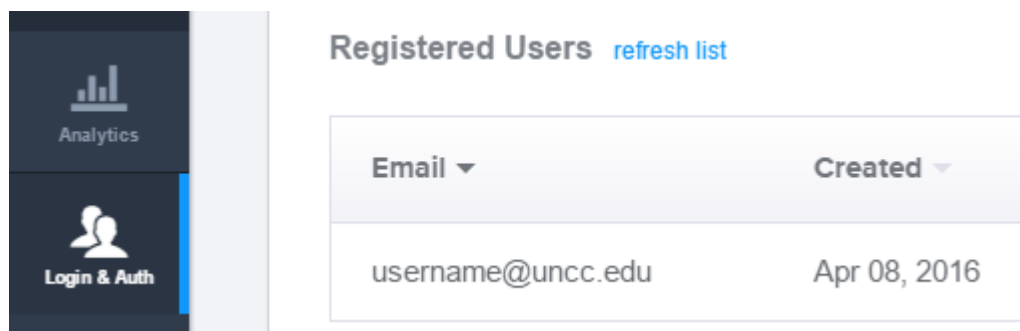 Registered Users refresh list
Analytics
Email Created
Login & Auth
username@uncc.edu Apr 08, 2016